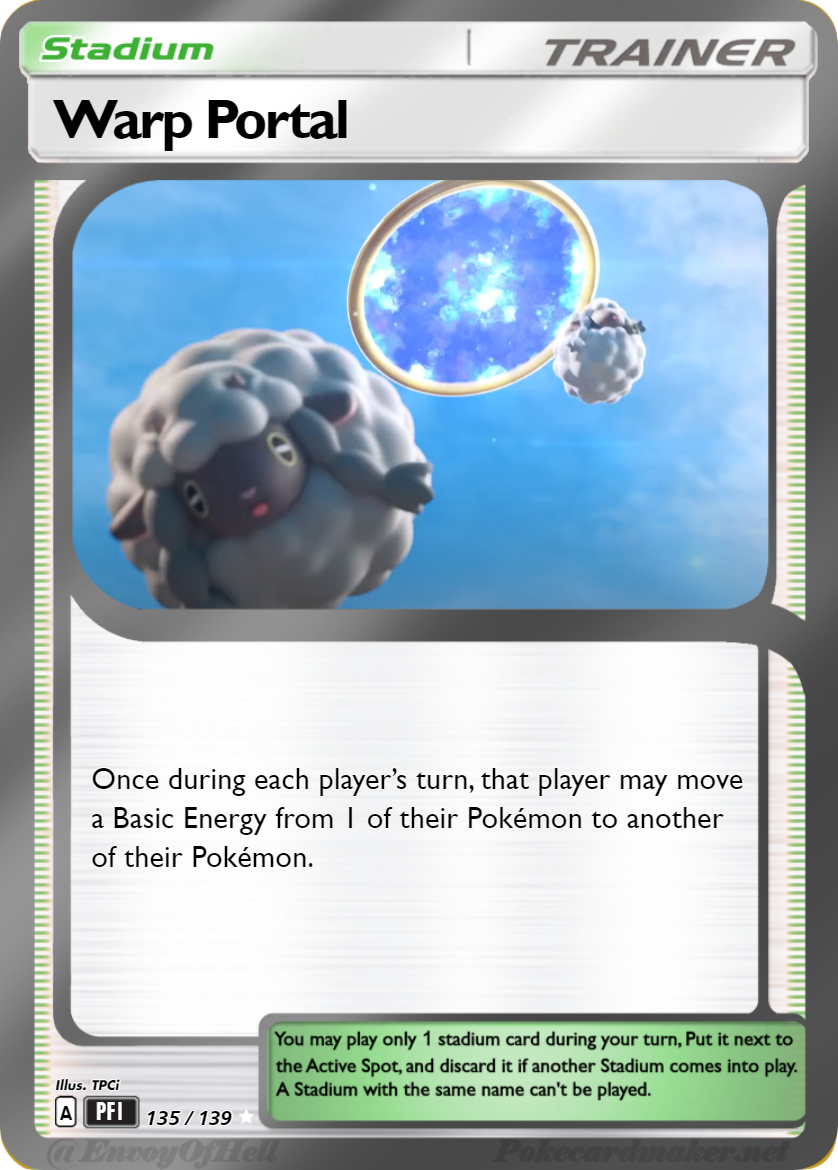 Stadium
TRAINER
Warp Portal
Once during each player's turn, that player may move
a Basic Energy from 1 of their Pokémon to another
of their Pokémon.
You may play only 1 stadium card during your turn, Put it next to
the Active Spot, and discard it if another Stadium comes into play.
A Stadium with the same name can't be played.
Illus. TPCi
A PFI 135 / 139
@EnvoyOfHell
Pokecardmaker.net